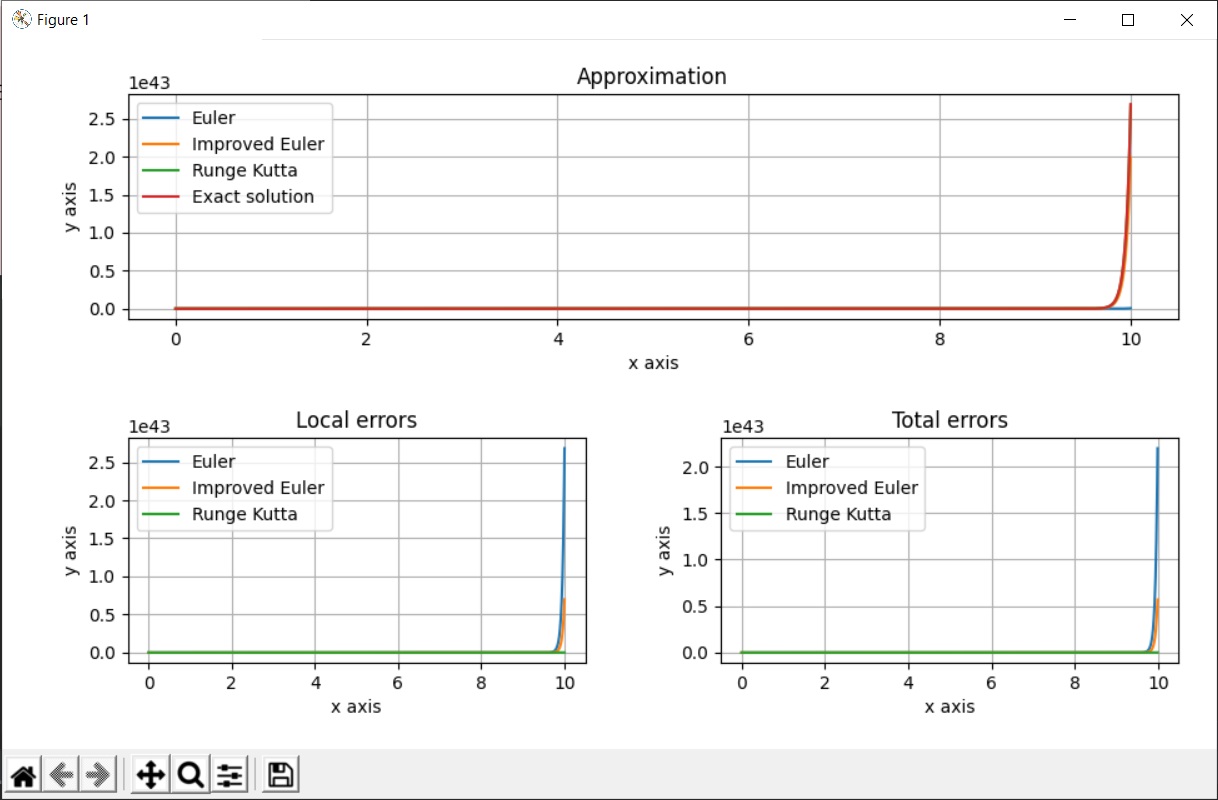 Figure 1
Approximation
1e43
2.5
2.0
1.5
1.0
0.5
0.0
y axis
Euler
Improved Euler
Runge Kutta
Exact solution
0 2 4 6 8 10
x axis
Local errors
1e43
2.5
2.0
1.5
1.0
0.5
0.0
y axis
Euler
Improved Euler
Runge Kutta
0 2 4 6 8 10
x axis
Total errors
1e43
2.0
1.5
1.0
0.5
0.0
y axis
Euler
Improved Euler
Runge Kutta
0 2 4 6 8 10
x axis